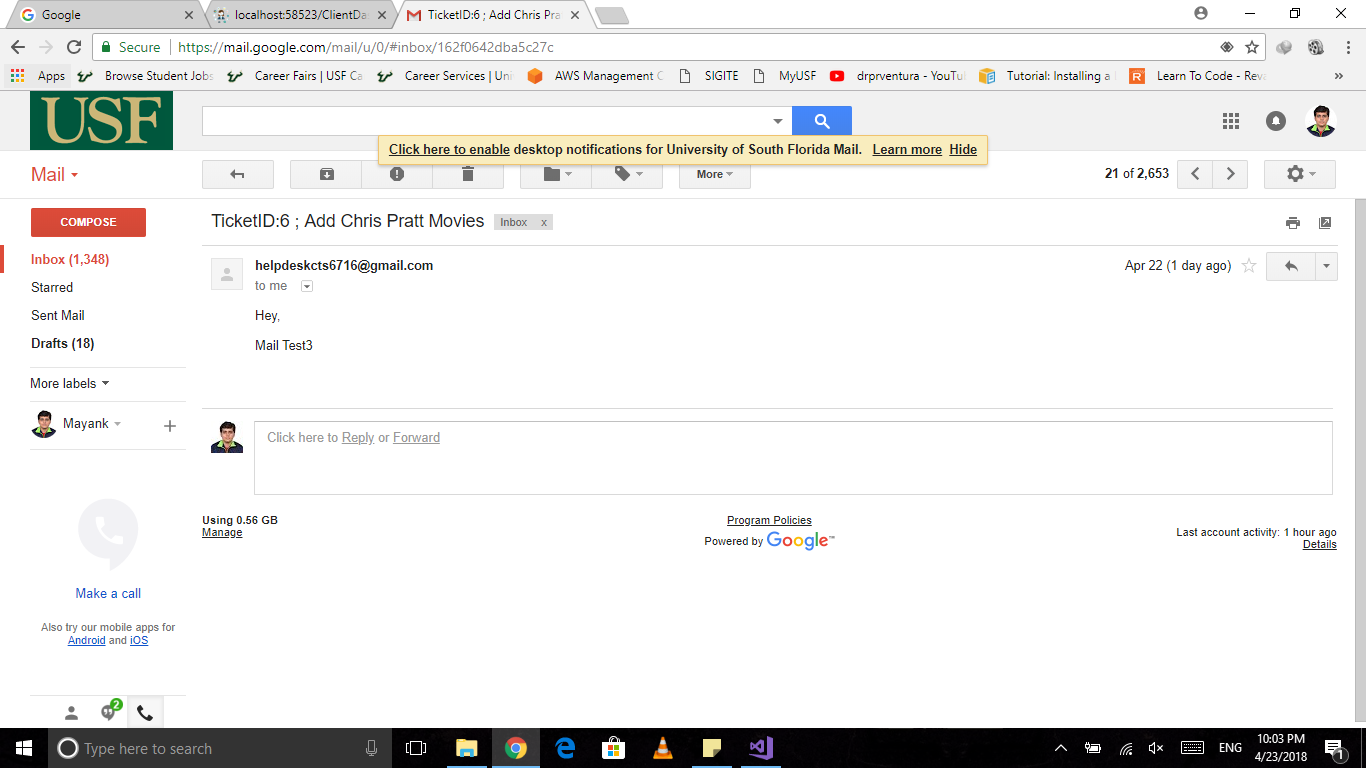 Google
localhost:58523/ClientDas
TicketID:6 ; Add Chris Prat
Secure
https://mail.google.com/mail/u/0/#inbox/162f0642dba5c27c
Apps
Browse Student Jobs
Career Fairs | USF Ca
Career Services | Uni
AWS Management C
SIGITE
MyUSF
drprventura - YouTu
Tutorial: Installing a
Learn To Code - Reva
»
USF
Click here to enable desktop notifications for University of South Florida Mail. Learn more Hide
Mail
More
21 of 2,653
COMPOSE
TicketID:6 ; Add Chris Pratt Movies
Inbox x
Inbox (1,348)
Starred
Sent Mail
Drafts (18)
More labels
Mayank
+
helpdeskcts6716@gmail.com
Apr 22 (1 day ago)
to me
Hey,
Mail Test3
Click here to Reply or Forward
Using 0.56 GB
Manage
Program Policies
Powered by Google™
Last account activity: 1 hour ago
Details
Make a call
Also try our mobile apps for
Android and iOS
2
Type here to search
ENG
10:03 PM
4/23/2018
1